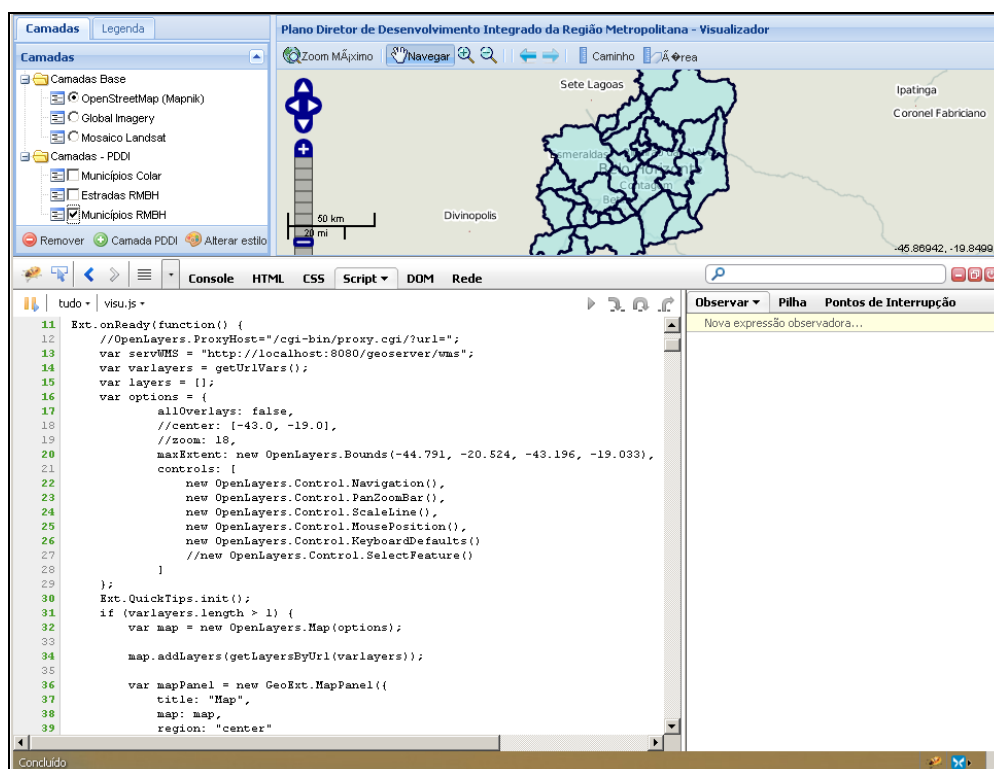 Camadas Legenda
Camadas
Camadas Base
OpenStreetMap (Mapnik)
Global Imagery
Mosaico Landsat
Camadas - PDDI
Municípios Colar
Estradas RMBH
Municípios RMBH
Remover Camada PDDI Alterar estilo
Plano Diretor de Desenvolvimento Integrado da Região Metropolitana - Visualizador
Zoom MÃ¡ximo Navegar Caminho Ã�rea
Sete Lagoas
Ipatinga
Coronel Fabriciano
Esmeraldas
Belo Horizonte
Contagem
Divinopolis
50 km
20 mi
-45.86942, -19.8499
Console HTML CSS Script DOM Rede
tudo visu.js
Observar Pilha Pontos de Interrupção
Nova expressão observadora...
11 Ext.onReady(function() {
12 //OpenLayers.ProxyHost="/cgi-bin/proxy.cgi/?url=";
13 var servWMS = "http://localhost:8080/geoserver/wms";
14 var varlayers = getUrlVars();
15 var layers = [];
16 var options = {
17 allOverlays: false,
18 //center: [-43.0, -19.0],
19 //zoom: 18,
20 maxExtent: new OpenLayers.Bounds(-44.791, -20.524, -43.196, -19.033),
21 controls: [
22 new OpenLayers.Control.Navigation(),
23 new OpenLayers.Control.PanZoomBar(),
24 new OpenLayers.Control.ScaleLine(),
25 new OpenLayers.Control.MousePosition(),
26 new OpenLayers.Control.KeyboardDefaults()
27 //new OpenLayers.Control.SelectFeature()
28 ]
29 };
30 Ext.QuickTips.init();
31 if (varlayers.length > 1) {
32 var map = new OpenLayers.Map(options);
33
34 map.addLayers(getLayersByUrl(varlayers));
35
36 var mapPanel = new GeoExt.MapPanel({
37 title: "Map",
38 map: map,
39 region: "center"
Concluído